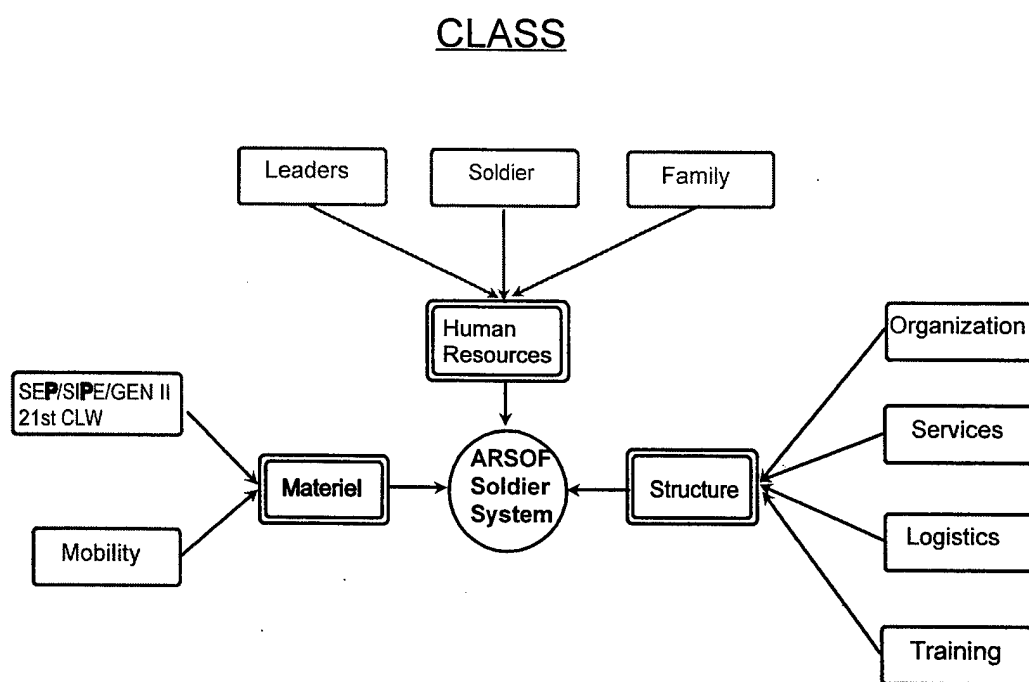 CLASS
Leaders
Soldier
Family
Human
Resources
Organization
SEP/SIPE/GEN II
21st CLW
Services
ARSOF
Soldier
System
Materiel
Structure
Mobility
Logistics
Training